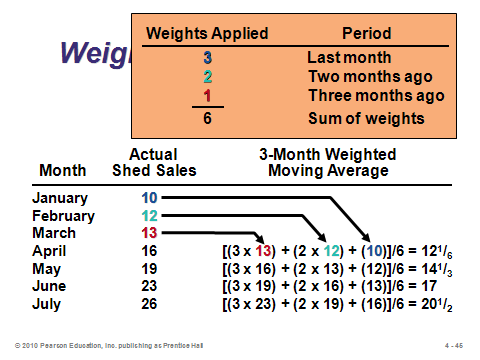 Weigh
Weights Applied Period
3 Last month
2 Two months ago
1 Three months ago
6 Sum of weights
Actual 3-Month Weighted
Month Shed Sales Moving Average
January 10
February 12
March 13
April 16 [(3 x 13) + (2 x 12) + (10)]/6 = 12 1/6
May 19 [(3 x 16) + (2 x 13) + (12)]/6 = 14 1/3
June 23 [(3 x 19) + (2 x 16) + (13)]/6 = 17
July 26 [(3 x 23) + (2 x 19) + (16)]/6 = 20 1/2
© 2010 Pearson Education, Inc. publishing as Prentice Hall 4 - 45